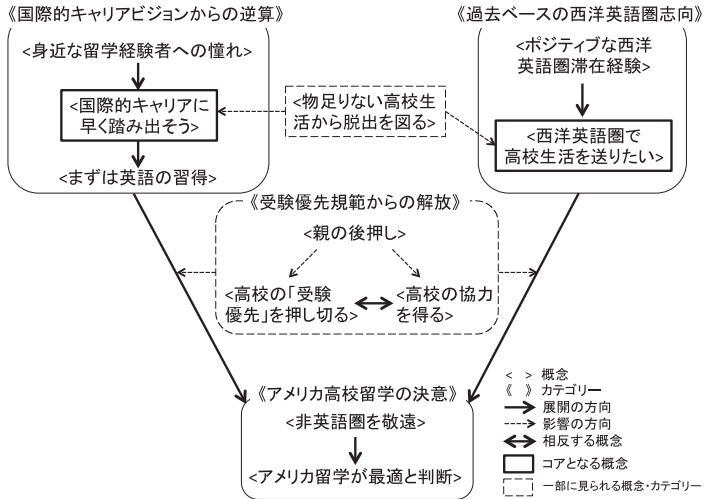 《国際的キャリアビジョンからの逆算》
<身近な留学経験者への憧れ>
<国際的キャリアに
早く踏み出そう>
<まずは英語の習得>
<物足りない高校生
活から脱出を図る>
《過去ベースの西洋英語圏志向》
<ポジティブな西洋
英語圏滞在経験>
<西洋英語圏で
高校生活を送りたい>
《受験優先規範からの解放》
<親の後押し>
<高校の「受験
優先」を押し切る>
<高校の協力
を得る>
《アメリカ高校留学の決意》
<非英語圏を敬遠>
<アメリカ留学が最適と判断>
< > 概念
《 》 カテゴリー
展開の方向
影響の方向
相反する概念
コアとなる概念
一部に見られる概念・カテゴリー